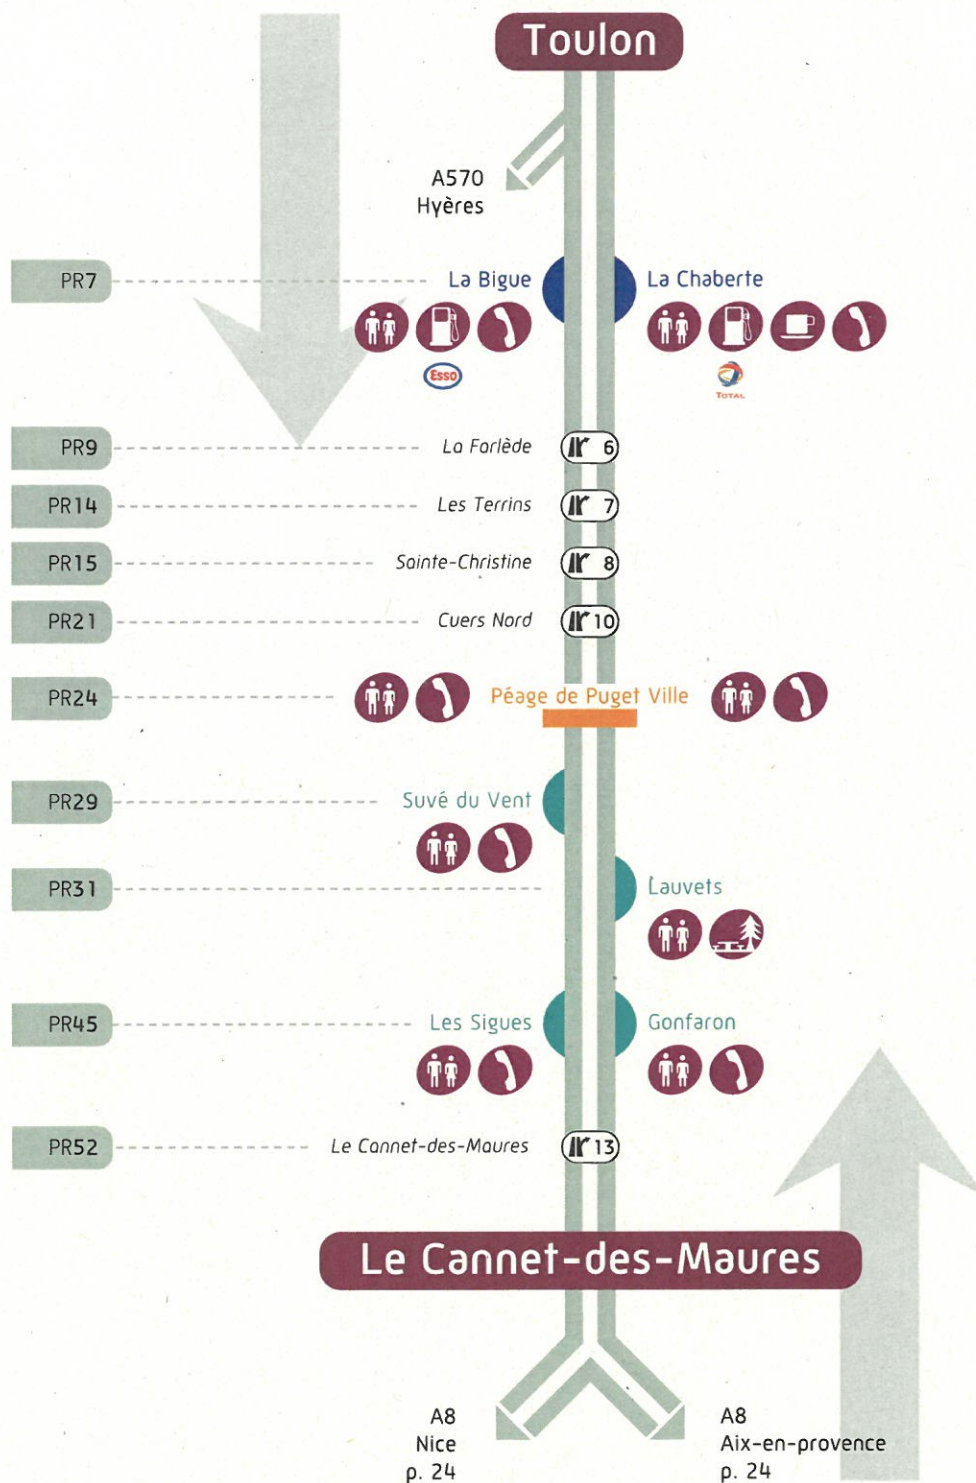 Toulon
A570
Hyères
PR7
La Bigue
La Chaberte
Esso
TOTAL
PR9
La Farlède
6
PR14
Les Terrins
7
PR15
Sainte-Christine
8
PR21
Cuers Nord
10
PR24
Péage de Puget Ville
PR29
Suvé du Vent
PR31
Lauvets
PR45
Les Sigues
Gonfaron
PR52
Le Cannet-des-Maures
13
Le Cannet-des-Maures
A8
Nice
p. 24
A8
Aix-en-provence
p. 24